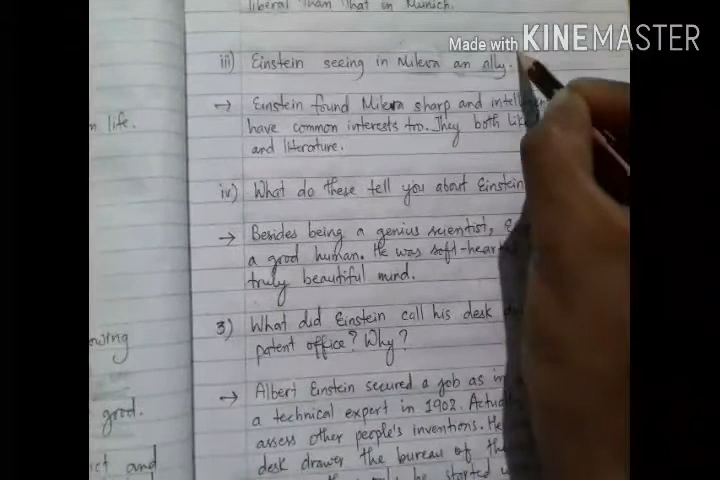 liberal than that in Munich.
Made with KINEMASTER
iii) Einstein seeing in Mileva an ally.
→ Einstein found Mileva sharp and
have common interests too. They both
and literature.
n life.
iv) What do these tell you about Einstein
→ Besides being a genius scientist,
a good human. He was soft-hear
truly beautiful mind.
3) What did Einstein call his desk
patent office? Why?
owing
→ Albert Einstein secured a job as
a technical expert in 1902.
good.
assess other people's inventions. He
desk drawer the bureau of
ct and
started